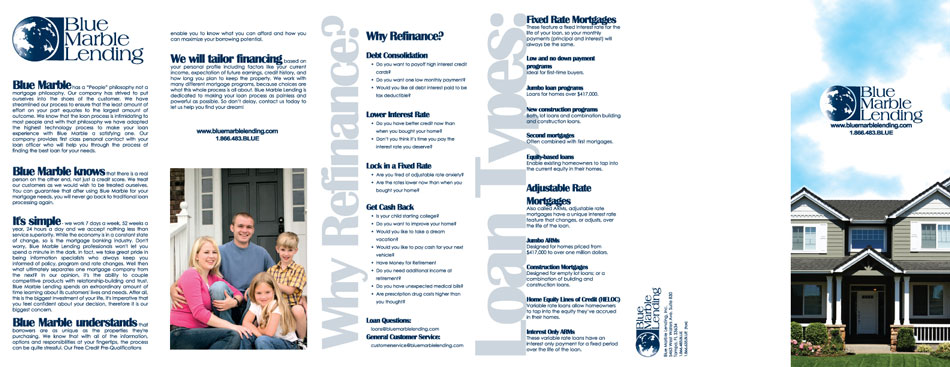 Blue
Marble
Lending
Blue Marble has a "People" philosophy not a
mortgage philosophy. Our company has strived to put
ourselves into the shoes of the customer. We have
streamlined our process to ensure that the least amount of
effort on your part equates to the largest amount of
outcome. We know that the loan process is intimidating to
most people and with that philosophy we have adopted
the highest technology process to make your loan
experience with Blue Marble a satisfying one. Our
company provides first class personal contact with your
loan officer who will help you through the process of
finding the best loan for your needs.
Blue Marble knows that there is a real
person on the other end, not just a credit score. We treat
our customers as we would wish to be treated ourselves.
You can guarantee that after using Blue Marble for your
mortgage needs, you will never go back to traditional loan
processing again.
It's simple - we work 7 days a week, 52 weeks a
year, 24 hours a day and we accept nothing less than
service superiority. While the economy is in a constant state
of change, so is the mortgage banking industry. Don't
worry, Blue Marble Lending professionals won't let you
spend a minute in the dark. In fact, we take great pride in
being information specialists who always keep you
informed of policy, program and rate changes. Well then
what ultimately separates one mortgage company from
the next? In our opinion, it's the ability to couple
competitive products with relationship-building and trust.
Blue Marble Lending spends an extraordinary amount of
time learning about its customers' lives and needs. After all,
this is the biggest investment of your life. It's imperative that
you feel confident about your decision, therefore it is our
biggest concern.
Blue Marble understands that
borrowers are as unique as the properties they're
purchasing. We know that with all of the information,
options and responsibilities at your fingertips, the process
can be quite stressful. Our Free Credit Pre-Qualifications
enable you to know what you can afford and how you
can maximize your borrowing potential.
We will tailor financing based on
your personal profile including factors like your current
income, expectation of future earnings, credit history, and
how long you plan to keep the property. We work with
many different mortgage programs, because choices are
what this whole process is all about. Blue Marble Lending is
dedicated to making your loan process as painless and
powerful as possible. So don't delay, contact us today to
let us help you find your dream!
www.bluemarblelending.com
1.866.483.BLUE
Why Refinance?
Why Refinance?
Debt Consolidation
• Do you want to payoff high interest credit
cards?
• Do you want one low monthly payment?
• Would you like all debt interest paid to be
tax deductible?
Lower Interest Rate
• Do you have better credit now than
when you bought your home?
• Don't you think it's time you pay the
interest rate you deserve?
Lock in a Fixed Rate
• Are you tired of adjustable rate anxiety?
• Are the rates lower now than when you
bought your home?
Get Cash Back
• Is your child starting college?
• Do you want to improve your home?
• Would you like to take a dream
vacation?
• Would you like to pay cash for your next
vehicle?
• Have Money for Retirement
• Do you need additional income at
retirement?
• Do you have unexpected medical bills?
• Are prescription drug costs higher than
you thought?
Loan Questions:
loans@bluemarblelending.com
General Customer Service:
customerservice@bluemarblelending.com
Loan Types:
Fixed Rate Mortgages
These feature a fixed interest rate for the
life of your loan, so your monthly
payments (principal and interest) will
always be the same.
Low and no down payment
programs
Ideal for first-time buyers.
Jumbo loan programs
Loans for homes over $417,000.
New construction programs
Both, lot loans and combination building
and construction loans.
Second mortgages
Often combined with first mortgages.
Equity-based loans
Enable existing homeowners to tap into
the current equity in their homes.
Adjustable Rate
Mortgages
Also called ARMs, adjustable rate
mortgages have a unique interest rate
feature that changes, or adjusts, over
the life of the loan.
Jumbo ARMs
Designed for homes priced from
$417,000 to over one million dollars.
Construction Mortgages
Designed for empty lot loans; or a
combination of building and
construction loans.
Home Equity Lines of Credit (HELOC)
Variable rate loans allow homeowners
to tap into the equity they've accrued
in their homes.
Interest Only ARMs
These variable rate loans have an
interest only payment for a fixed period
over the life of the loan.
Blue
Marble
Lending
Blue Marble Lending, Inc.
Tampa, FL 33634
1.866.483.BLUE
Blue
Marble
Lending
www.bluemarblelending.com
1.866.483.BLUE